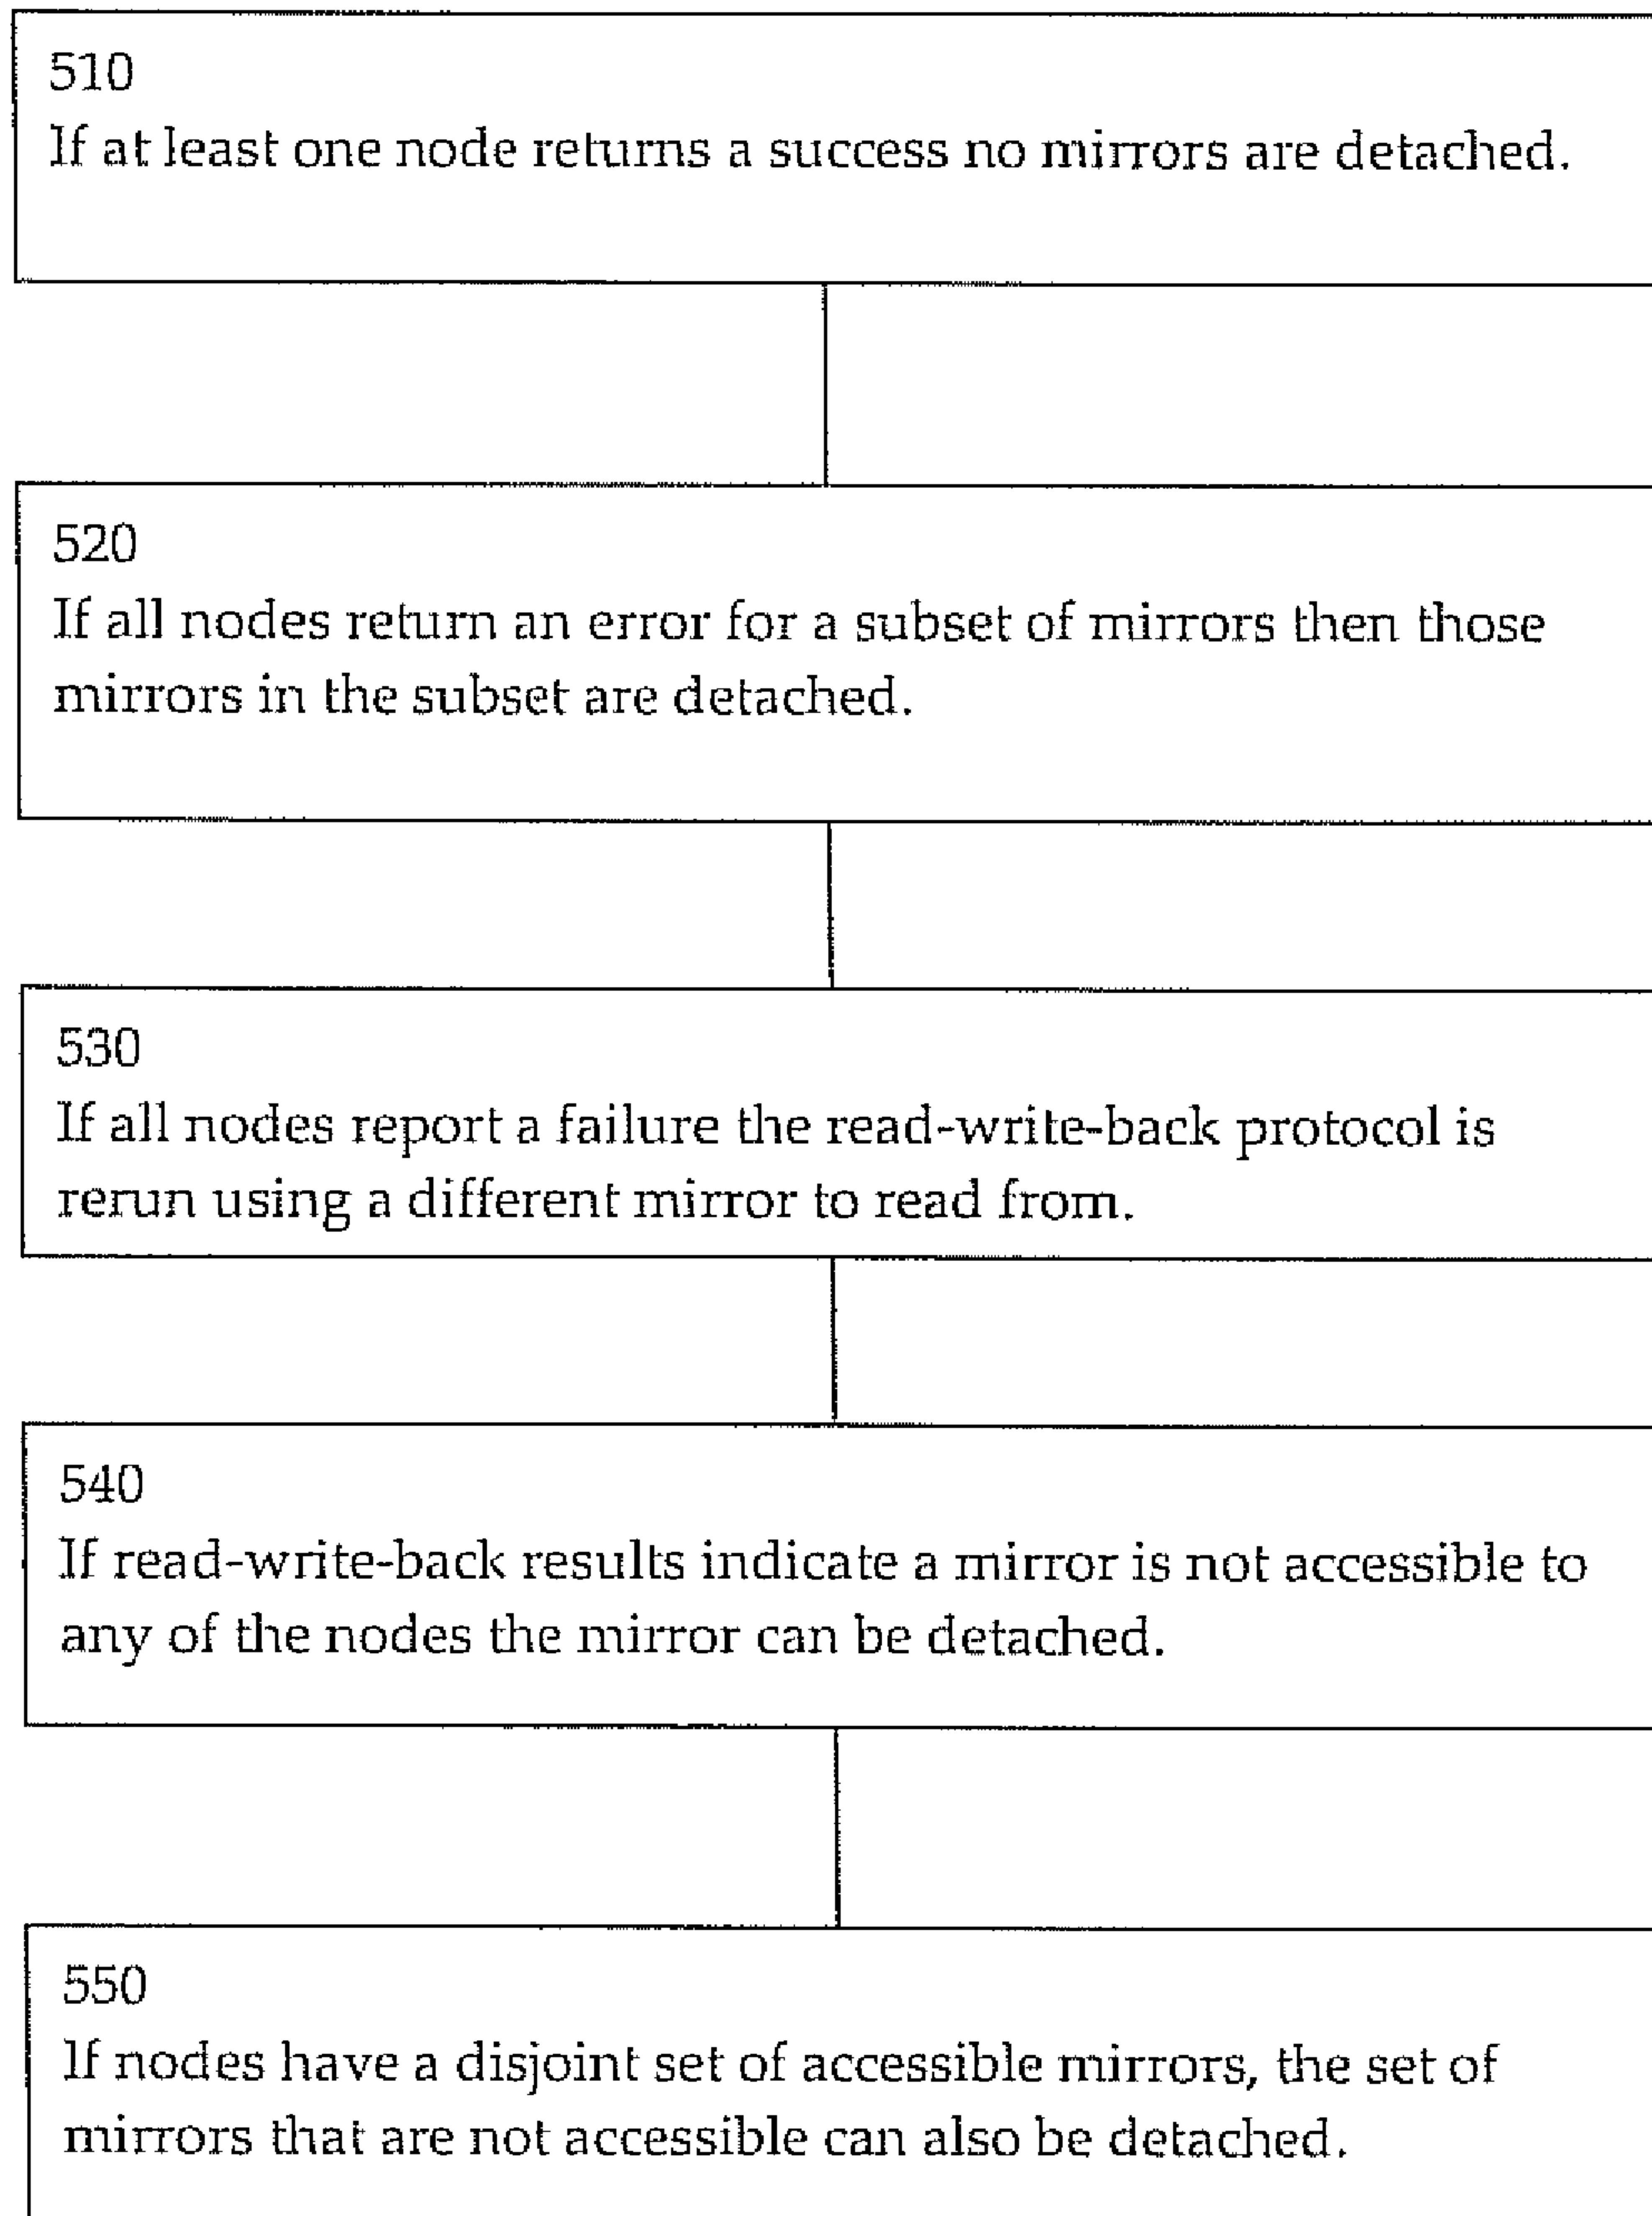 510
If at least one node returns a success no mirrors are detached.
520
If all nodes return an error for a subset of mirrors then those
mirrors in the subset are detached.
530
If all nodes report a failure the read-write-back protocol is
rerun using a different mirror to read from.
540
If read-write-back results indicate a mirror is not accessible to
any of the nodes the mirror can be detached.
550
If nodes have a disjoint set of accessible mirrors, the set of
mirrors that are not accessible can also be detached.